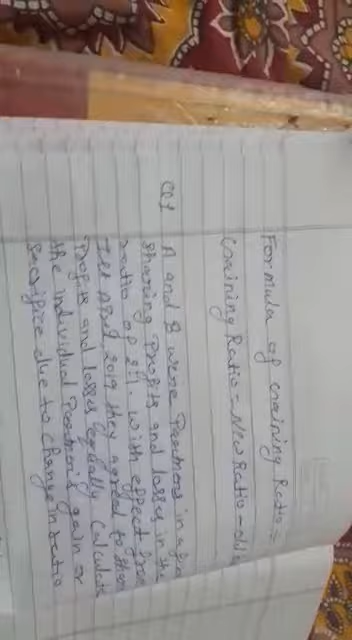 Formula of Gaining Ratio =
Gaining Ratio = New Ratio - old
Q1 A and B were Partners in a
sharing Profits and losses in the
ratio of 2:1. with effect from
1st April 2019 they agreed to share
Profits and losses Equally Calculate
the individual Partner's gain or
Sacrifice due to change in ratio